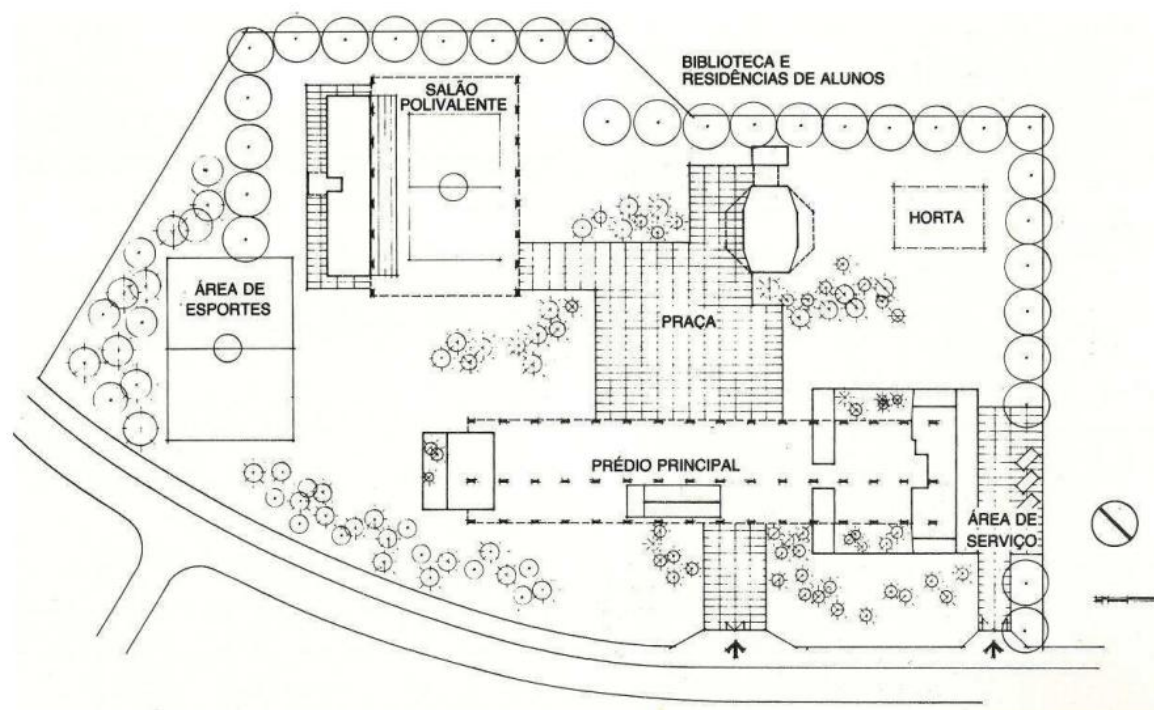 BIBLIOTECA E
RESIDÊNCIAS DE ALUNOS
SALÃO
POLIVALENTE
HORTA
ÁREA DE
ESPORTES
PRAÇA
PRÉDIO PRINCIPAL
ÁREA DE
SERVIÇO